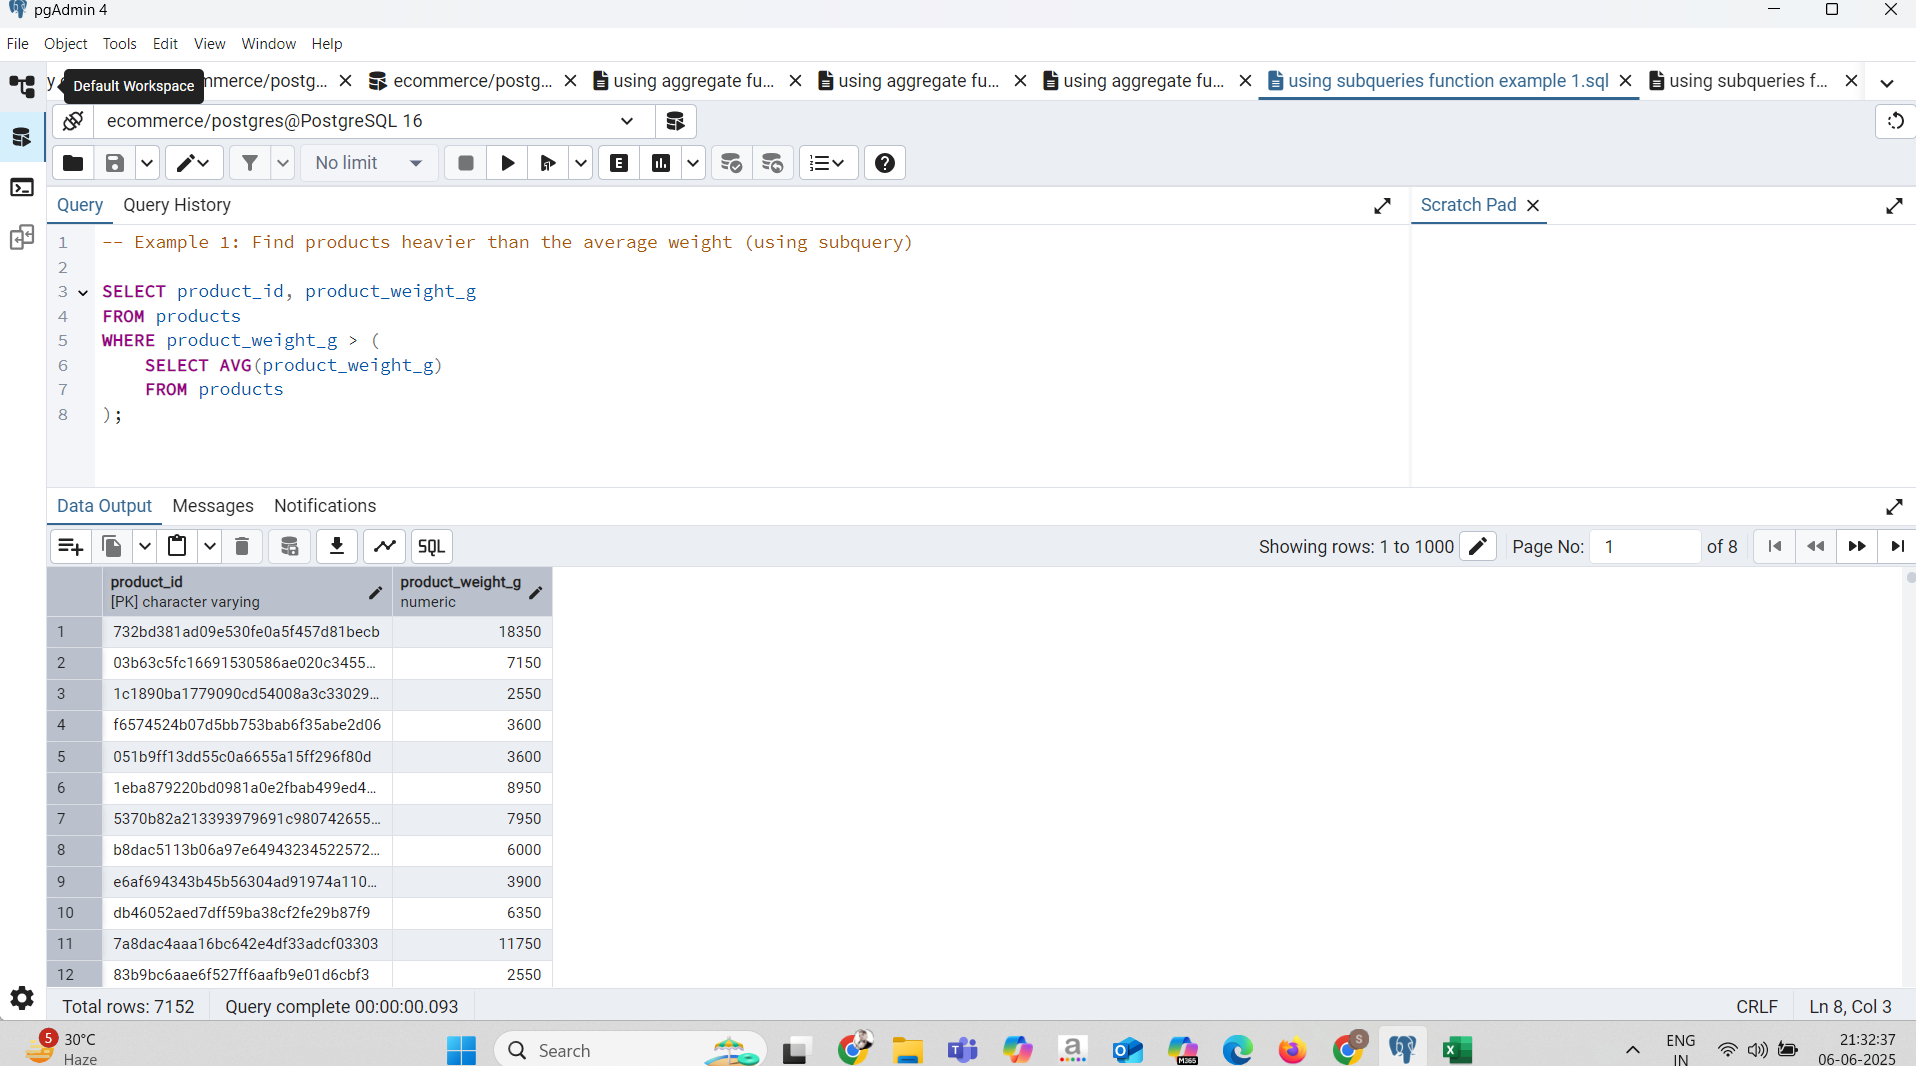 pgAdmin 4
File Object Tools Edit View Window Help
Default Workspace
mmerce/postg... ecommerce/postg... using aggregate fu... using aggregate fu... using aggregate fu... using subqueries function example 1.sql using subqueries f...
ecommerce/postgres@PostgreSQL 16
No limit
E
Query Query History
Scratch Pad
1 -- Example 1: Find products heavier than the average weight (using subquery)
2
3 SELECT product_id, product_weight_g
4 FROM products
5 WHERE product_weight_g > (
6 SELECT AVG(product_weight_g)
7 FROM products
8 );
Data Output Messages Notifications
SQL
Showing rows: 1 to 1000 Page No: 1 of 8
product_id product_weight_g
[PK] character varying numeric
1 732bd381ad09e530fe0a5f457d81becb 18350
2 03b63c5fc16691530586ae020c3455... 7150
3 1c1890ba1779090cd54008a3c33029... 2550
4 f6574524b07d5bb753bab6f35abe2d06 3600
5 051b9ff13dd55c0a6655a15ff296f80d 3600
6 1eba879220bd0981a0e2fbab499ed4... 8950
7 5370b82a213393979691c980742655... 7950
8 b8dac5113b06a97e64943234522572... 6000
9 e6af694343b45b56304ad91974a110... 3900
10 db46052aed7dff59ba38cf2fe29b87f9 6350
11 7a8dac4aaa16bc642e4df33adcf03303 11750
12 83b9bc6aae6f527ff6aafb9e01d6cbf3 2550
Total rows: 7152 Query complete 00:00:00.093 CRLF Ln 8, Col 3
5
30°C
Haze
Search
a
M365
S
ENG
IN
21:32:37
06-06-2025